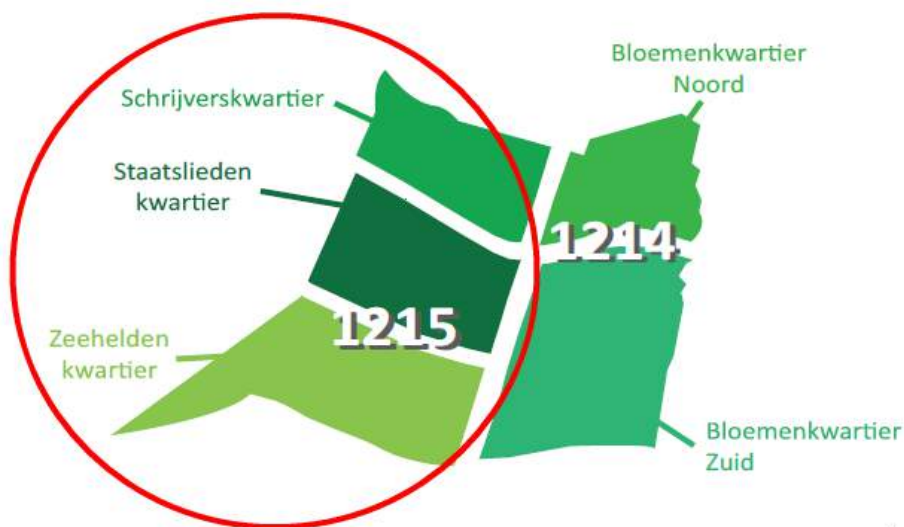 Bloemenkwartier
Noord
Schrijverskwartier
Staatslieden
kwartier
1214
1215
Zeehelden
kwartier
Bloemenkwartier
Zuid